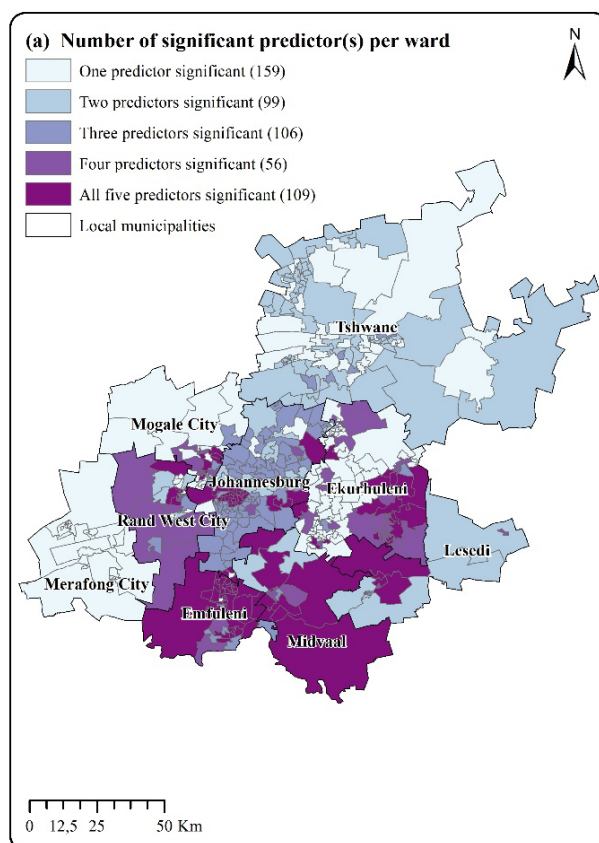 (a) Number of significant predictor(s) per ward
N
One predictor significant (159)
Two predictors significant (99)
Three predictors significant (106)
Four predictors significant (56)
All five predictors significant (109)
Local municipalities
Tshwane
Mogale City
Johannesburg
Ekurhuleni
Rand West City
Lesedi
Merafong City
Emfuleni
Midvaal
0 12,5 25 50 Km